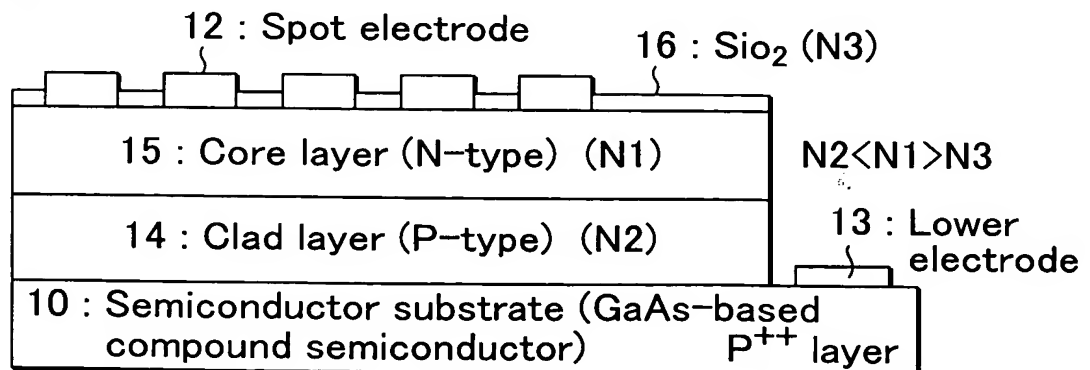 12 : Spot electrode
16 : Sio₂ (N3)
15 : Core layer (N-type) (N1)
N2<N1>N3
14 : Clad layer (P-type) (N2)
13 : Lower
electrode
10 : Semiconductor substrate (GaAs-based
compound semiconductor) P⁺⁺ layer